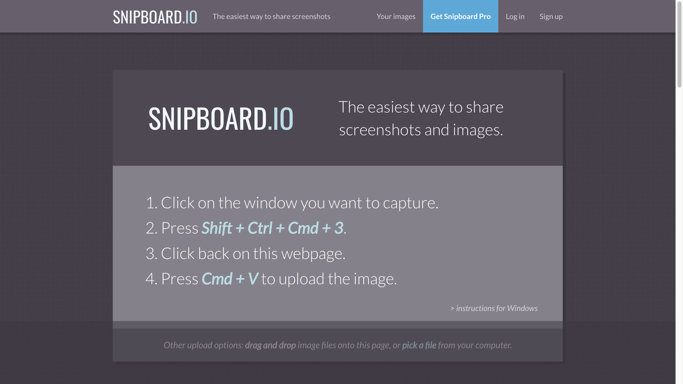 SNIPBOARD.IO The easiest way to share screenshots Your images Get Snipboard Pro Log in Sign up
SNIPBOARD.IO
The easiest way to share
screenshots and images.
1. Click on the window you want to capture.
2. Press Shift + Ctrl + Cmd + 3.
3. Click back on this webpage.
4. Press Cmd + V to upload the image.
> instructions for Windows
Other upload options: drag and drop image files onto this page, or pick a file from your computer.